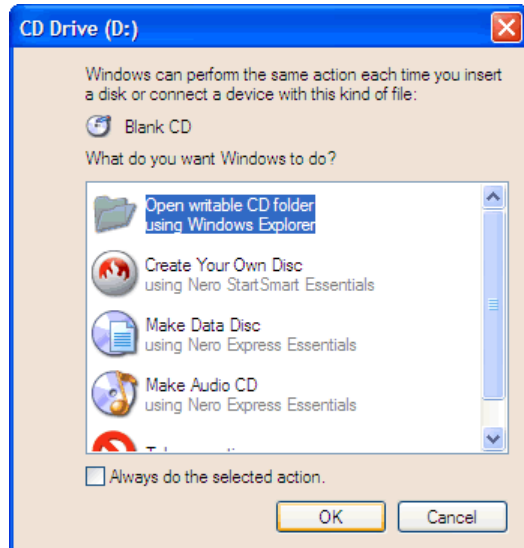 CD Drive (D:)
Windows can perform the same action each time you insert
a disk or connect a device with this kind of file:
Blank CD
What do you want Windows to do?
Open writable CD folder
using Windows Explorer
Create Your Own Disc
using Nero StartSmart Essentials
Make Data Disc
using Nero Express Essentials
Make Audio CD
using Nero Express Essentials
Always do the selected action.
OK
Cancel